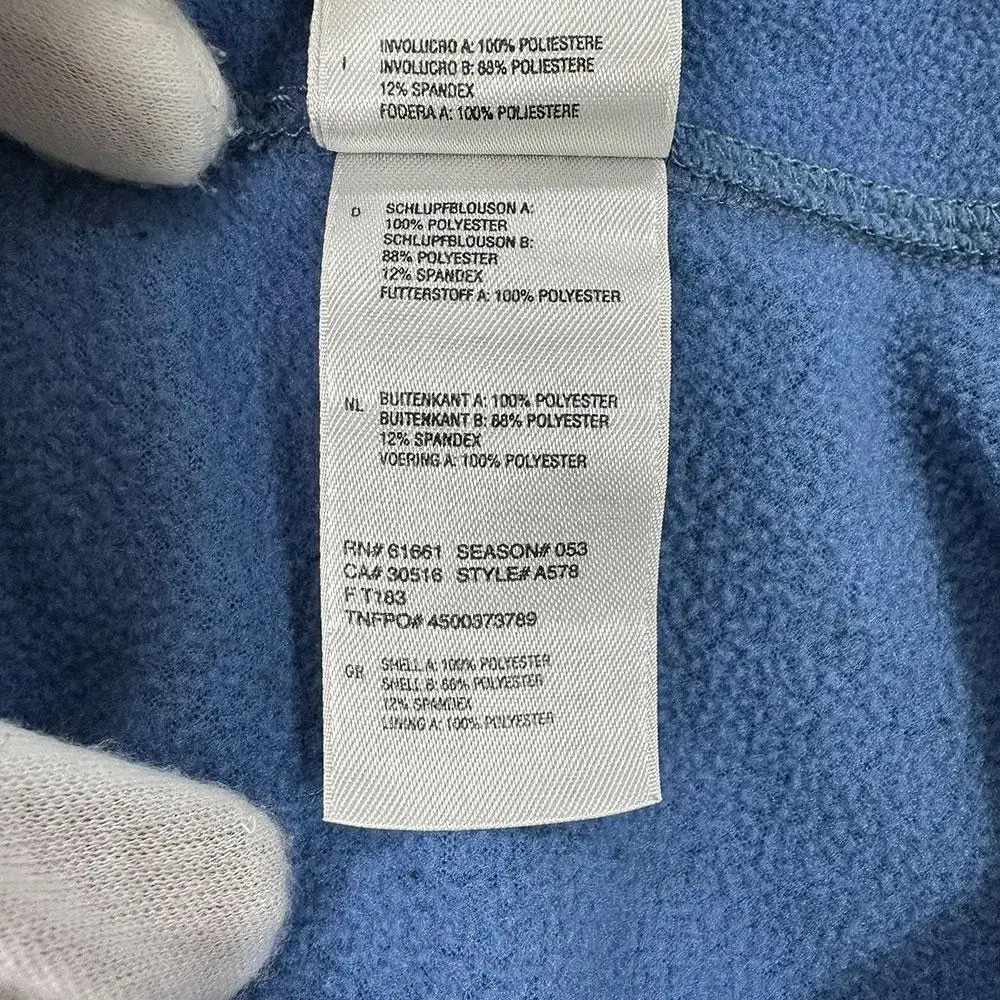 I
INVOLUCRO A: 100% POLIESTERE
INVOLUCRO B: 88% POLIESTERE
12% SPANDEX
FODERA A: 100% POLIESTERE
D
SCHLUPFBLOUSON A:
100% POLYESTER
SCHLUPFBLOUSON B:
88% POLYESTER
12% SPANDEX
FUTTERSTOFF A: 100% POLYESTER
NL
BUITENKANT A: 100% POLYESTER
BUITENKANT B: 88% POLYESTER
12% SPANDEX
VOERING A: 100% POLYESTER
RN# 61661 SEASON# 053
CA# 30516 STYLE# A578
F T183
TNFPO# 4500373789
GR
SHELL A: 100% POLYESTER
SHELL B: 88% POLYESTER
12% SPANDEX
LINING A: 100% POLYESTER